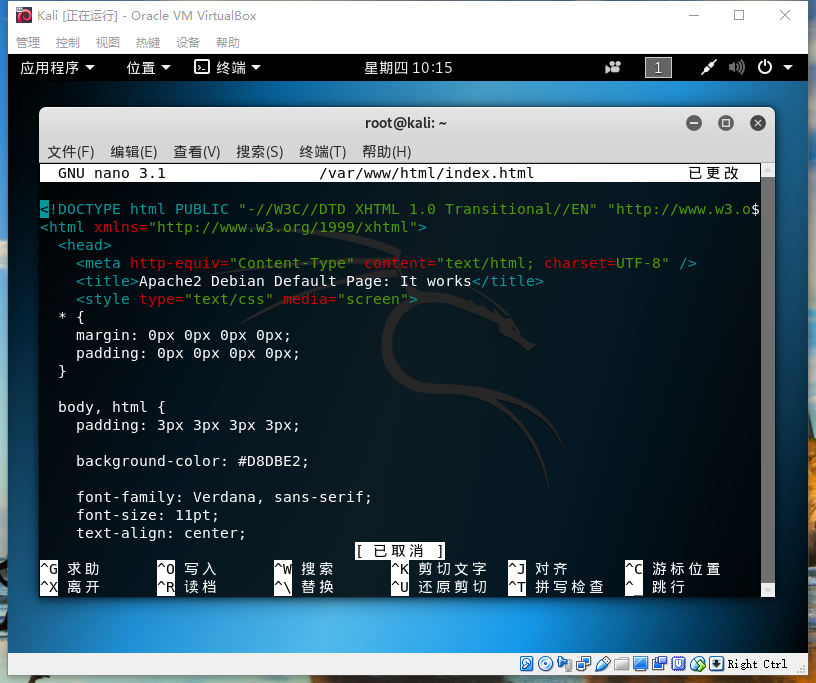 Kali [正在运行] - Oracle VM VirtualBox
管理 控制 视图 热键 设备 帮助
应用程序 位置 终端 星期四 10:15 1
root@kali: ~
文件(F) 编辑(E) 查看(V) 搜索(S) 终端(T) 帮助(H)
GNU nano 3.1 /var/www/html/index.html 已更改
<!DOCTYPE html PUBLIC "-//W3C//DTD XHTML 1.0 Transitional//EN" "http://www.w3.o$
<html xmlns="http://www.w3.org/1999/xhtml">
<head>
<meta http-equiv="Content-Type" content="text/html; charset=UTF-8" />
<title>Apache2 Debian Default Page: It works</title>
<style type="text/css" media="screen">
* {
margin: 0px 0px 0px 0px;
padding: 0px 0px 0px 0px;
}
body, html {
padding: 3px 3px 3px 3px;
background-color: #D8DBE2;
font-family: Verdana, sans-serif;
font-size: 11pt;
text-align: center;
[ 已取消 ]
^G 求助 ^O 写入 ^W 搜索 ^K 剪切文字 ^J 对齐 ^C 游标位置
^X 离开 ^R 读档 ^\ 替换 ^U 还原剪切 ^T 拼写检查 ^_ 跳行
Right Ctrl